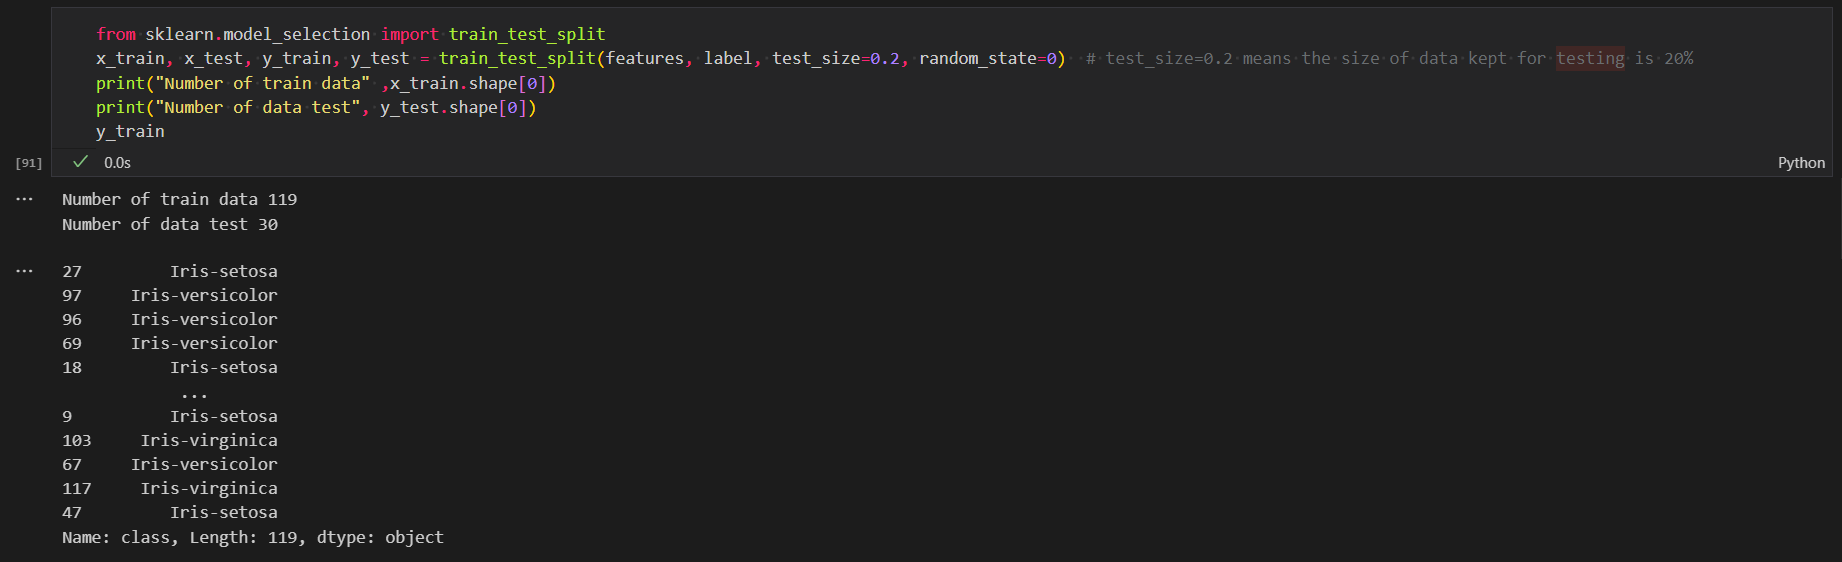 from sklearn.model_selection import train_test_split
x_train, x_test, y_train, y_test = train_test_split(features, label, test_size=0.2, random_state=0)  # test_size=0.2 means the size of data kept for testing is 20%
print("Number of train data" ,x_train.shape[0])
print("Number of data test", y_test.shape[0])
y_train
[91] ✓ 0.0s Python
... Number of train data 119
Number of data test 30
... 27 Iris-setosa
97 Iris-versicolor
96 Iris-versicolor
69 Iris-versicolor
18 Iris-setosa
...
9 Iris-setosa
103 Iris-virginica
67 Iris-versicolor
117 Iris-virginica
47 Iris-setosa
Name: class, Length: 119, dtype: object